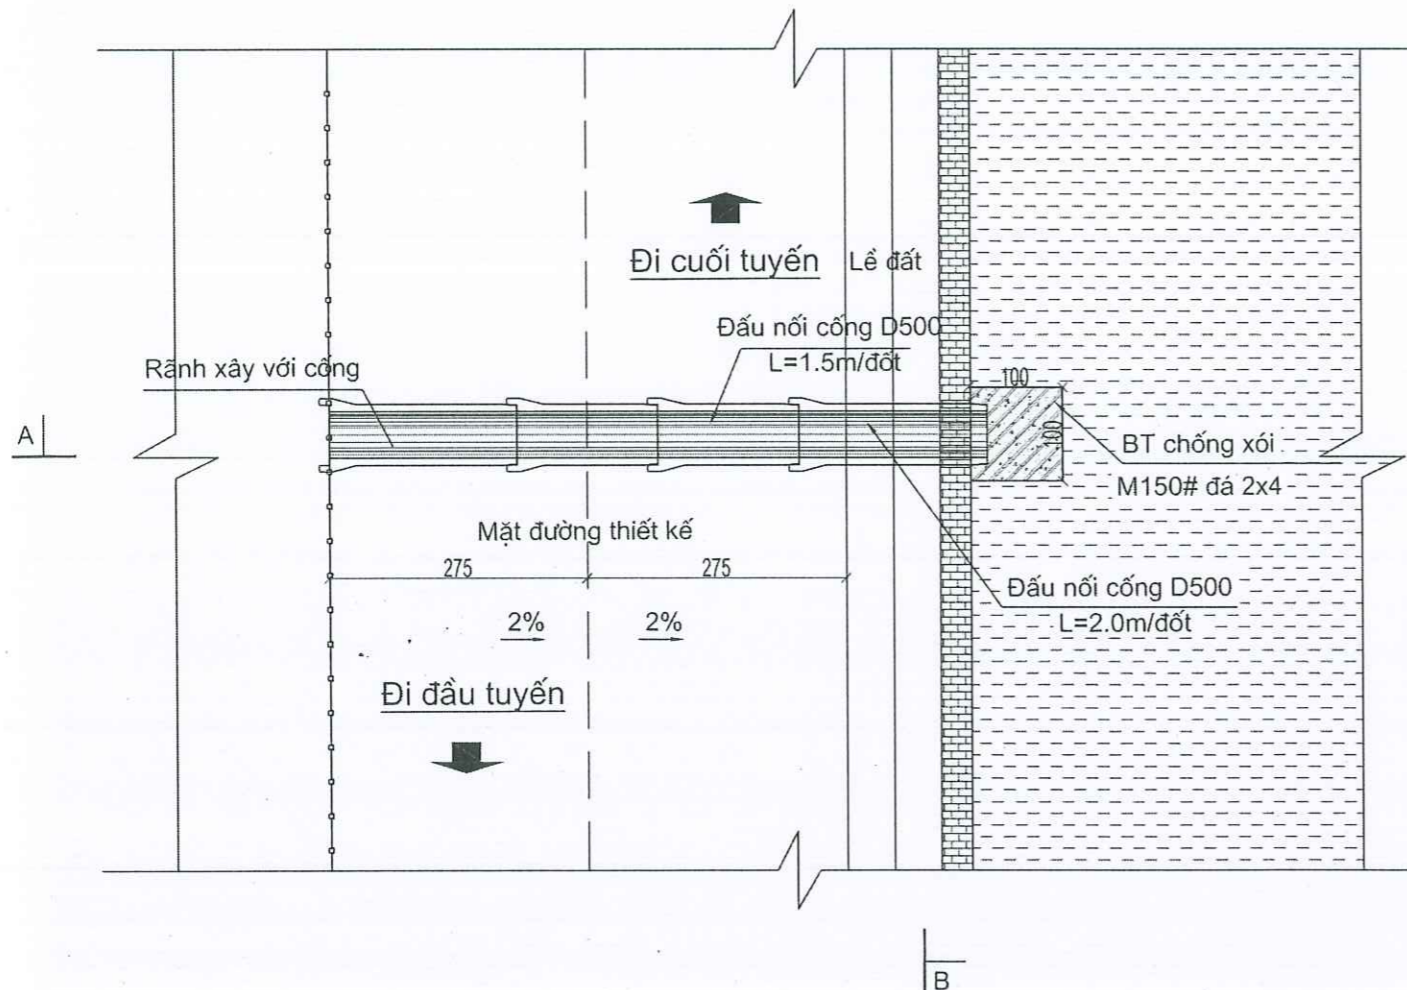 Đi cuối tuyến
Lề đất
Đấu nối cống D500
L=1.5m/đốt
Rãnh xây với cống
100
100
A
BT chống xói
M150# đá 2x4
Mặt đường thiết kế
275
275
Đấu nối cống D500
L=2.0m/đốt
2%
2%
Đi đầu tuyến
B